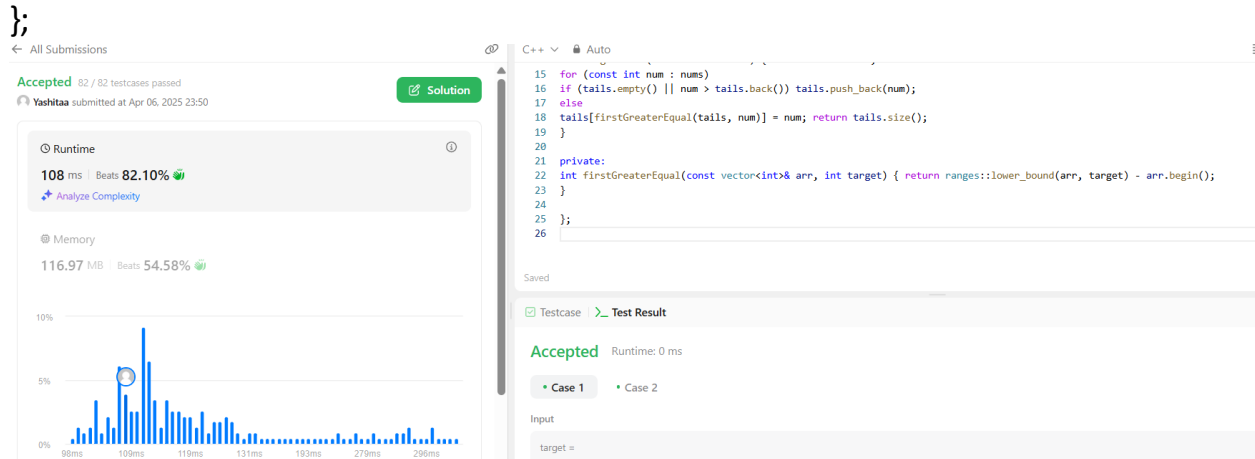 };
← All Submissions
Accepted 82 / 82 testcases passed
Solution
Yashitaa submitted at Apr 06, 2025 23:50
Runtime
108 ms | Beats 82.10%
Analyze Complexity
Memory
116.97 MB | Beats 54.58%
10%
5%
0%
98ms 109ms 119ms 131ms 193ms 279ms 296ms
C++ Auto
15 for (const int num : nums)
16 if (tails.empty() || num > tails.back()) tails.push_back(num);
17 else
18 tails[firstGreaterEqual(tails, num)] = num; return tails.size();
19 }
20
21 private:
22 int firstGreaterEqual(const vector<int>& arr, int target) { return ranges::lower_bound(arr, target) - arr.begin();
23 }
24
25 };
26
Saved
Testcase >_ Test Result
Accepted Runtime: 0 ms
• Case 1 • Case 2
Input
target =